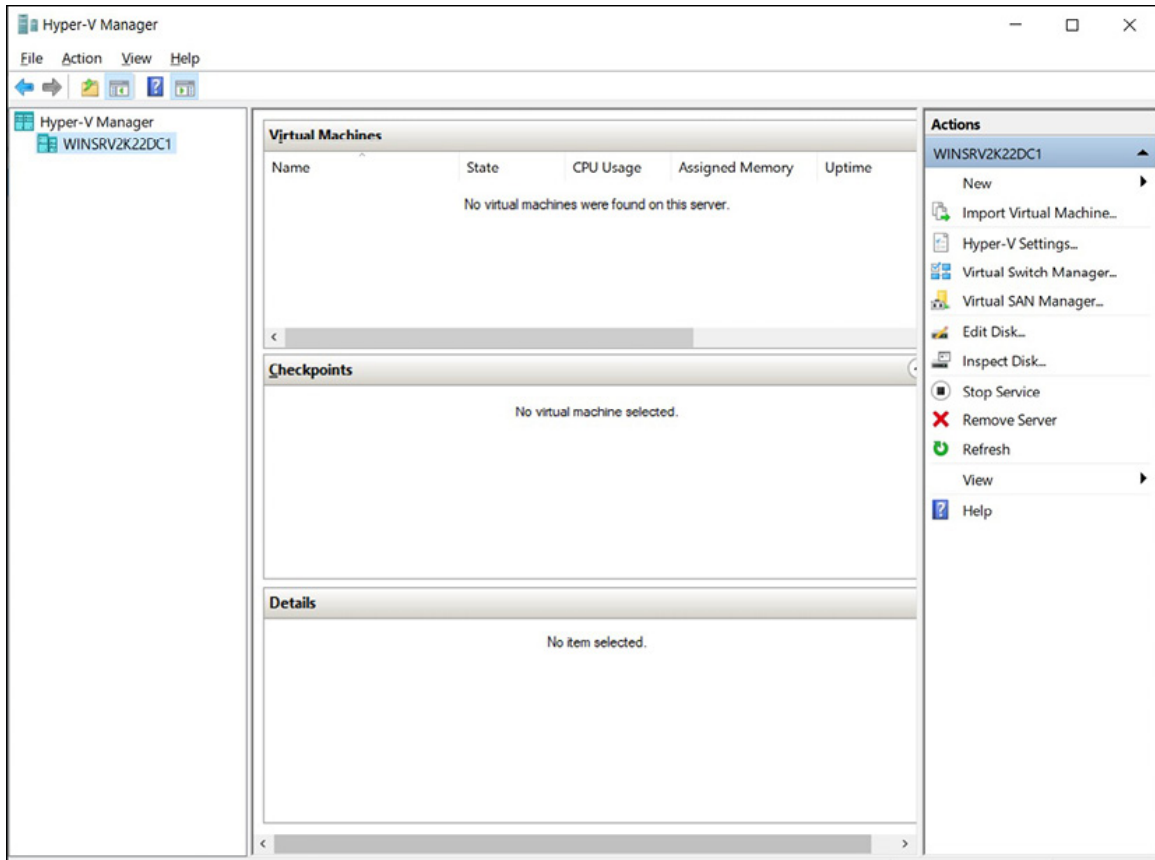 Hyper-V Manager
File Action View Help
Hyper-V Manager
WINSRV2K22DC1
Virtual Machines
Name State CPU Usage Assigned Memory Uptime
No virtual machines were found on this server.
Checkpoints
No virtual machine selected.
Details
No item selected.
Actions
WINSRV2K22DC1
New
Import Virtual Machine...
Hyper-V Settings...
Virtual Switch Manager...
Virtual SAN Manager...
Edit Disk...
Inspect Disk...
Stop Service
Remove Server
Refresh
View
Help